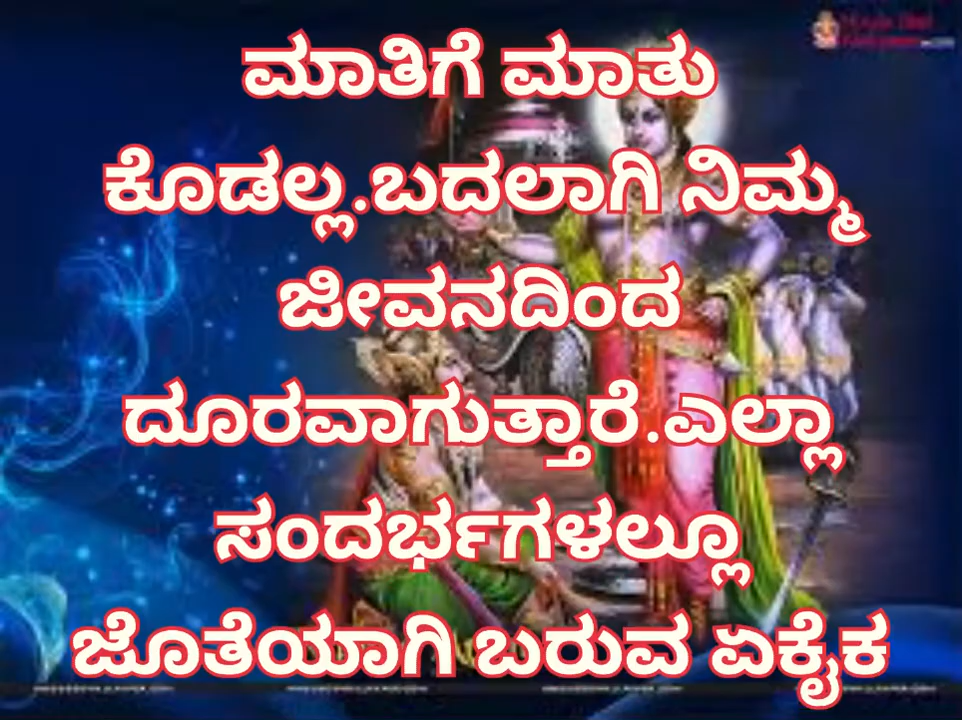 ಮಾತಿಗೆ ಮಾತು
ಕೊಡಲ್ಲ.ಬದಲಾಗಿ ನಿಮ್ಮ
ಜೀವನದಿಂದ
ದೂರವಾಗುತ್ತಾರೆ.ಎಲ್ಲಾ
ಸಂದರ್ಭಗಳಲ್ಲೂ
ಜೊತೆಯಾಗಿ ಬರುವ ಏಕೈಕ